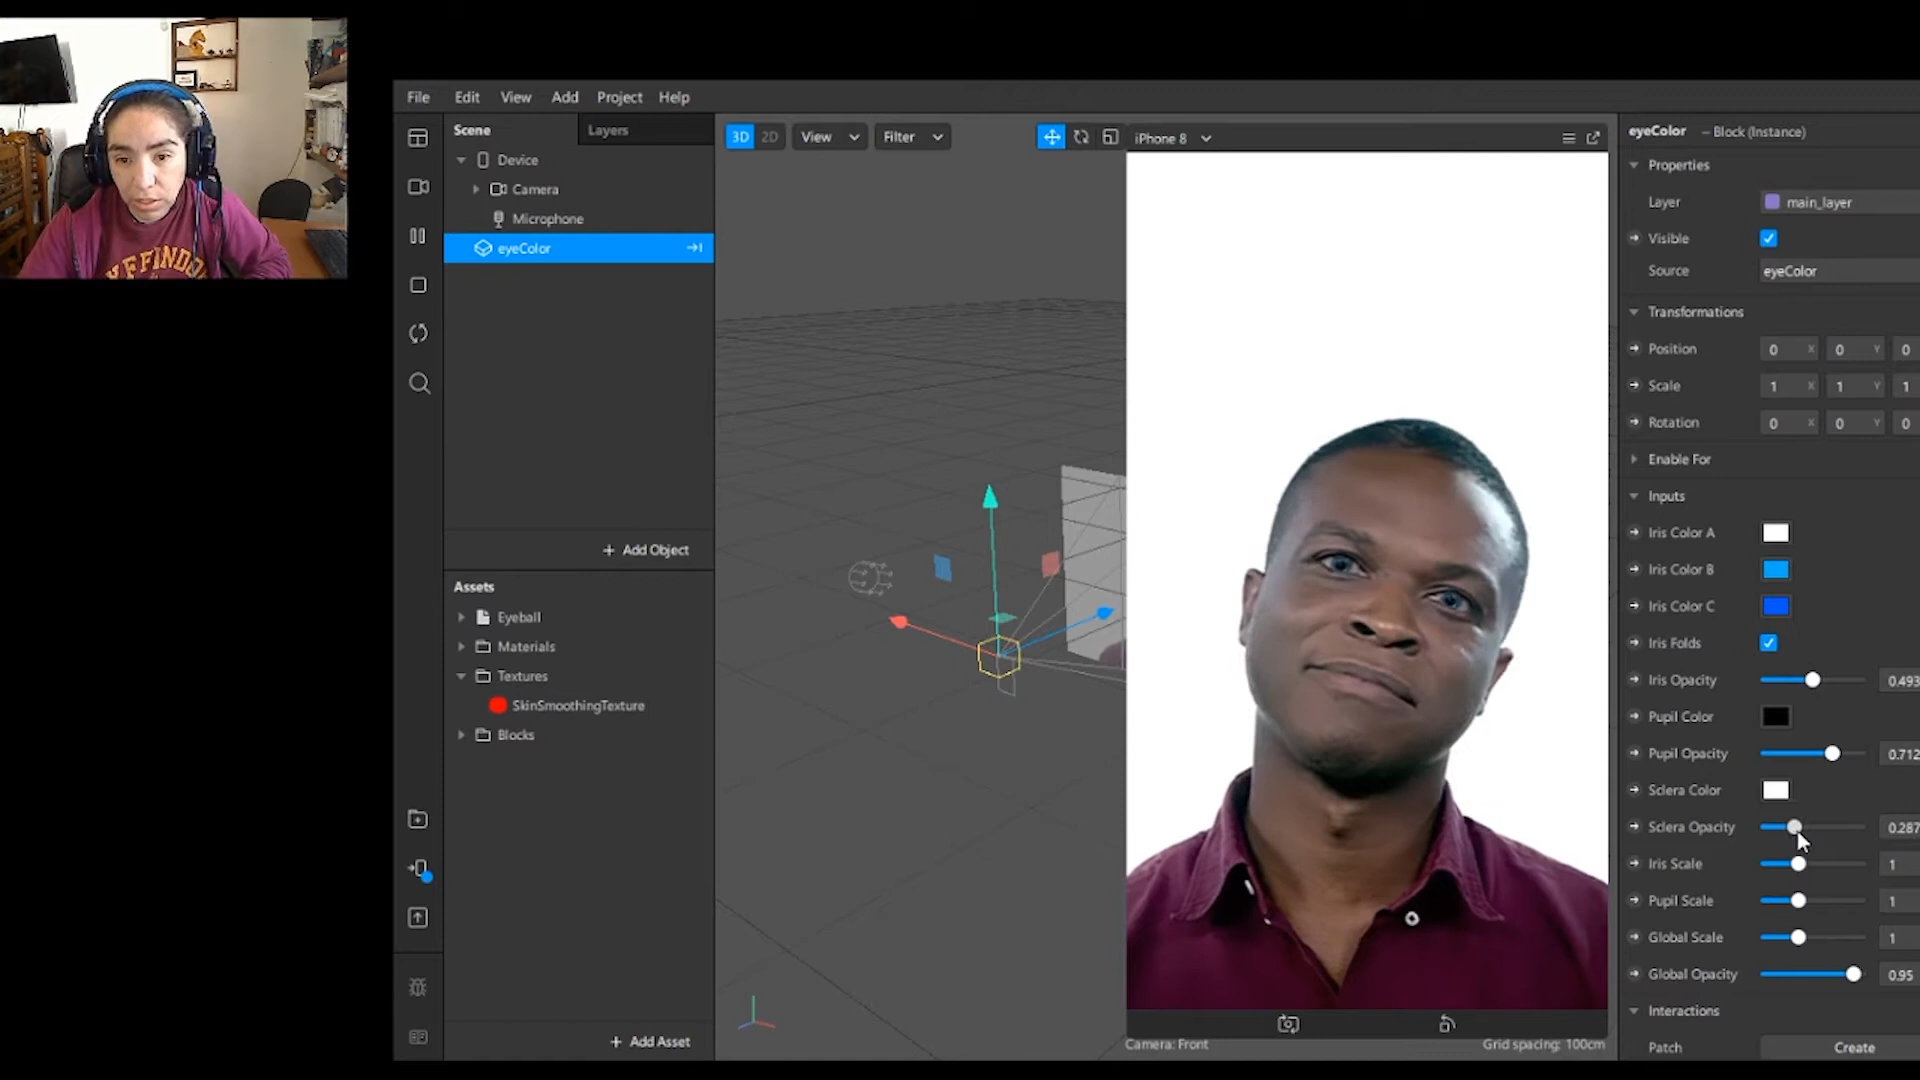 File Edit View Add Project Help
Scene
Layers
Device
Camera
Microphone
eyeColor
+ Add Object
Assets
Eyeball
Materials
Textures
SkinSmoothingTexture
Blocks
+ Add Asset
3D 2D View Filter
iPhone 8
Camera: Front
Grid spacing: 100cm
eyeColor – Block (Instance)
Properties
Layer main_layer
Visible
Source eyeColor
Transformations
Position 0 X 0 Y 0
Scale 1 X 1 Y 1
Rotation 0 X 0 Y 0
Enable For
Inputs
Iris Color A
Iris Color B
Iris Color C
Iris Folds
Iris Opacity 0.493
Pupil Color
Pupil Opacity 0.712
Sclera Color
Sclera Opacity 0.287
Iris Scale 1
Pupil Scale 1
Global Scale 1
Global Opacity 0.95
Interactions
Patch Create